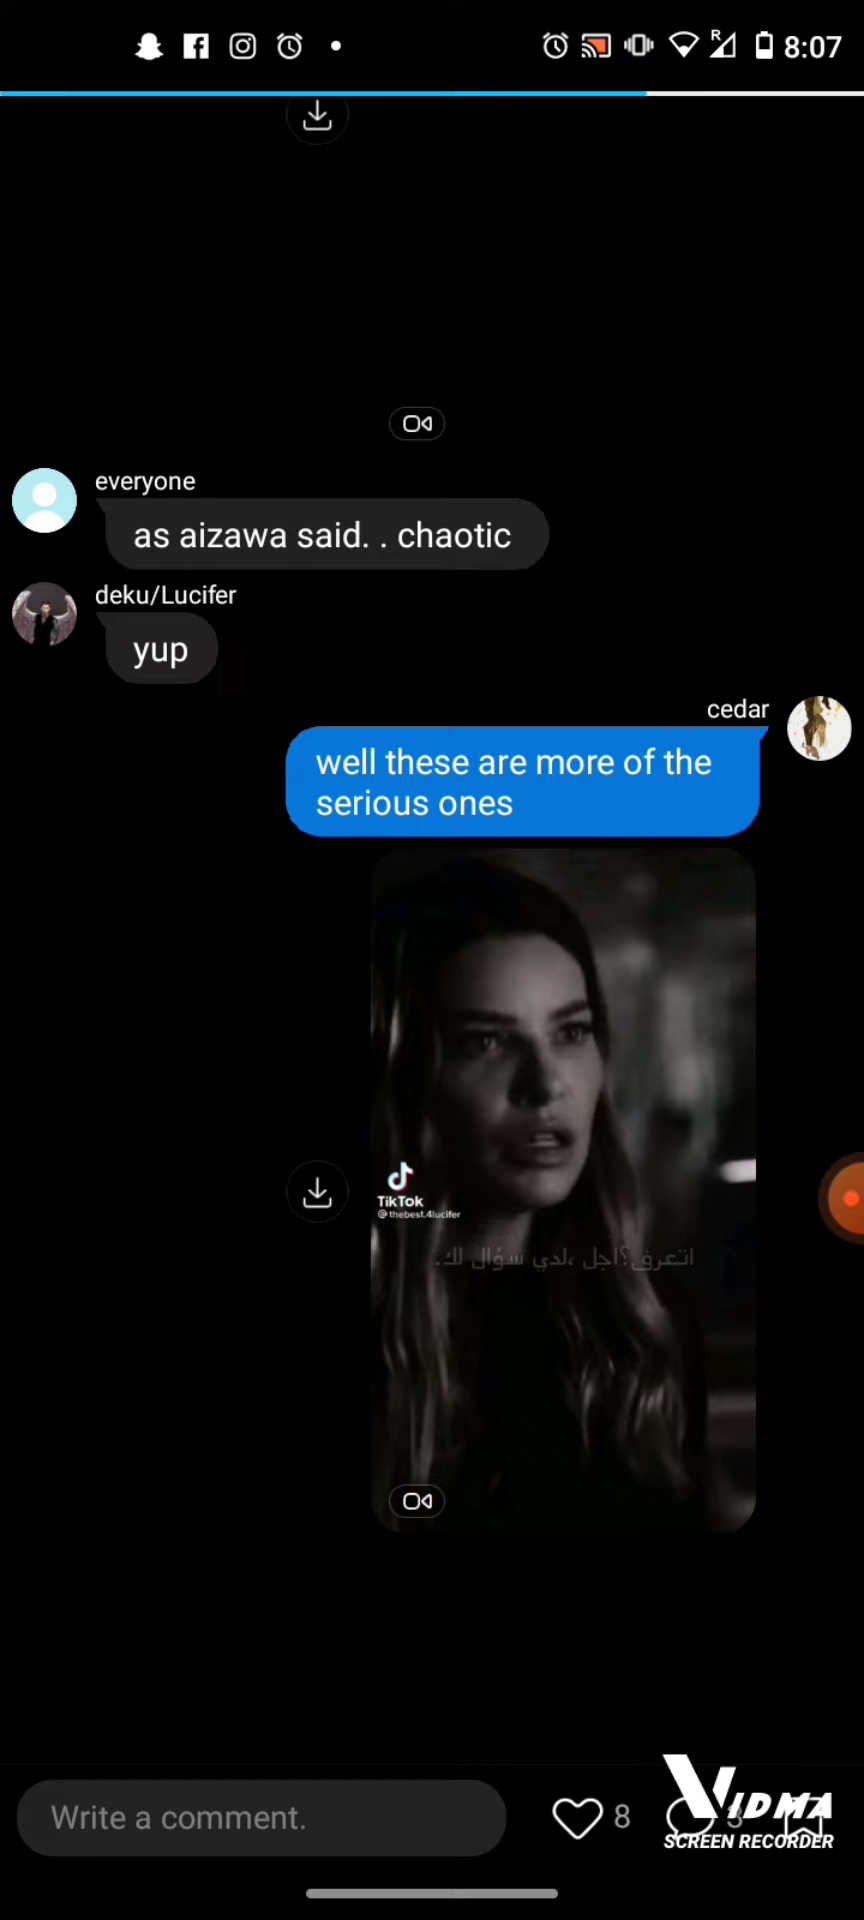 R
8:07
everyone
as aizawa said. . chaotic
deku/Lucifer
yup
cedar
well these are more of the
serious ones
TikTok
@thebest.4lucifer
اتعرف؟اجل ،لدي سؤال لك.
Write a comment.
8
3
VIDMA
SCREEN RECORDER